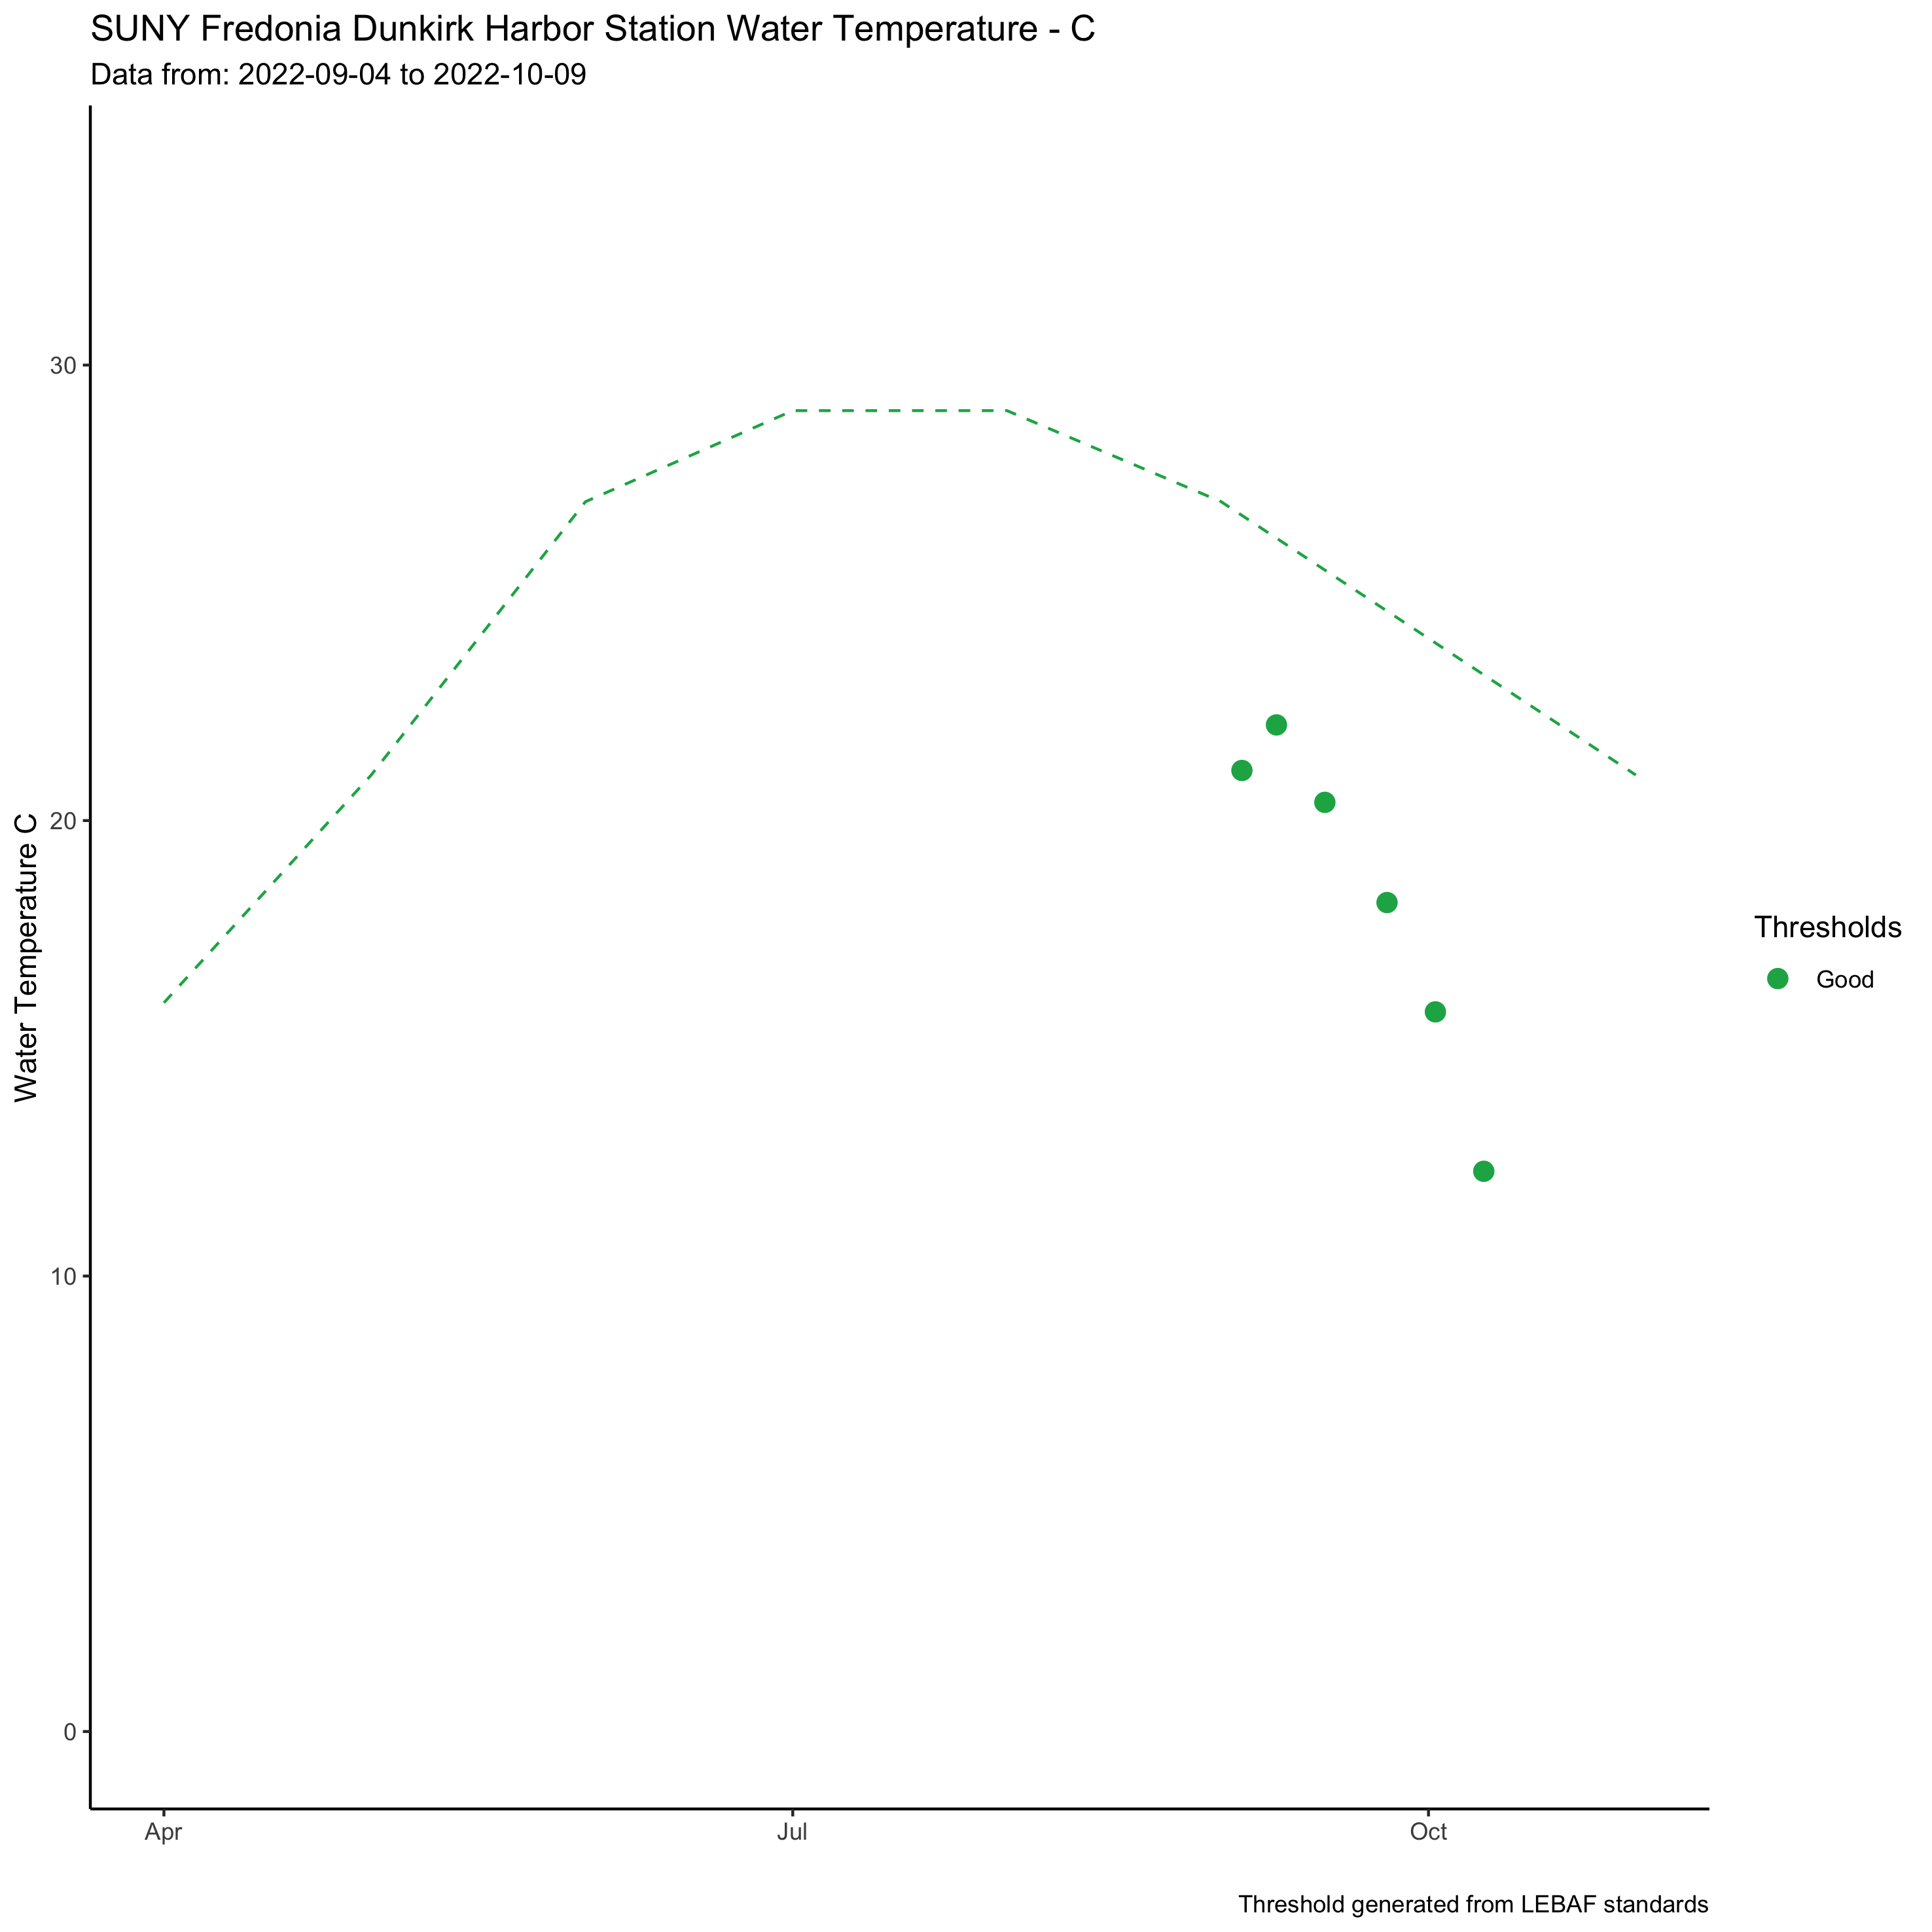 SUNY Fredonia Dunkirk Harbor Station Water Temperature - C
Data from: 2022-09-04 to 2022-10-09
30
20
10
0
Water Temperature C
Apr
Jul
Oct
Thresholds
Good
Threshold generated from LEBAF standards